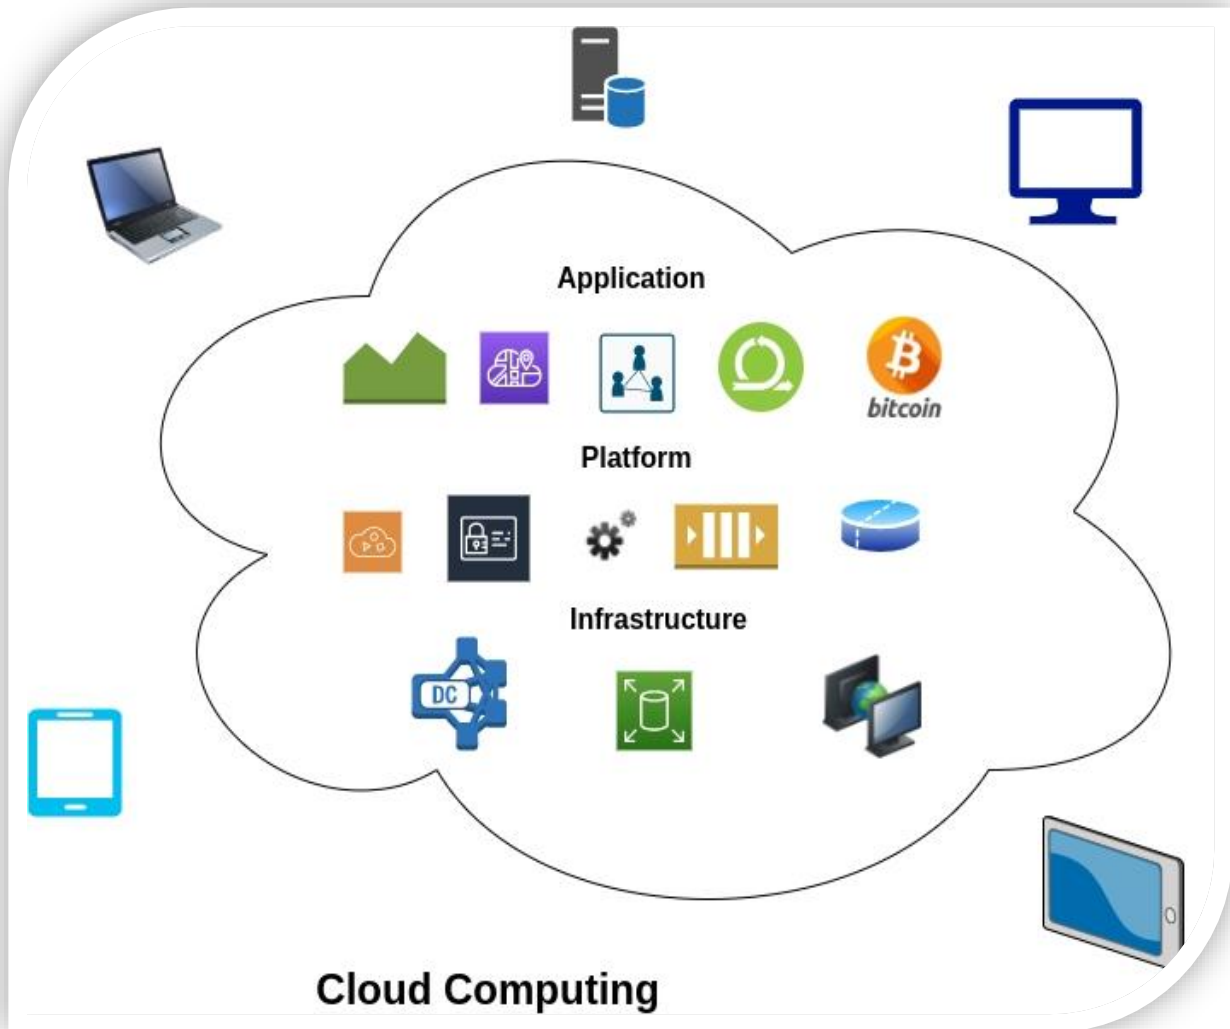 Application
bitcoin
Platform
Infrastructure
DC
Cloud Computing